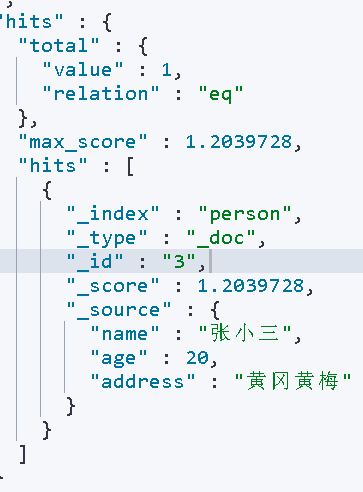 "hits" : {
"total" : {
"value" : 1,
"relation" : "eq"
},
"max_score" : 1.2039728,
"hits" : [
{
"_index" : "person",
"_type" : "_doc",
"_id" : "3",
"_score" : 1.2039728,
"_source" : {
"name" : "张小三",
"age" : 20,
"address" : "黄冈黄梅"
}
}
]